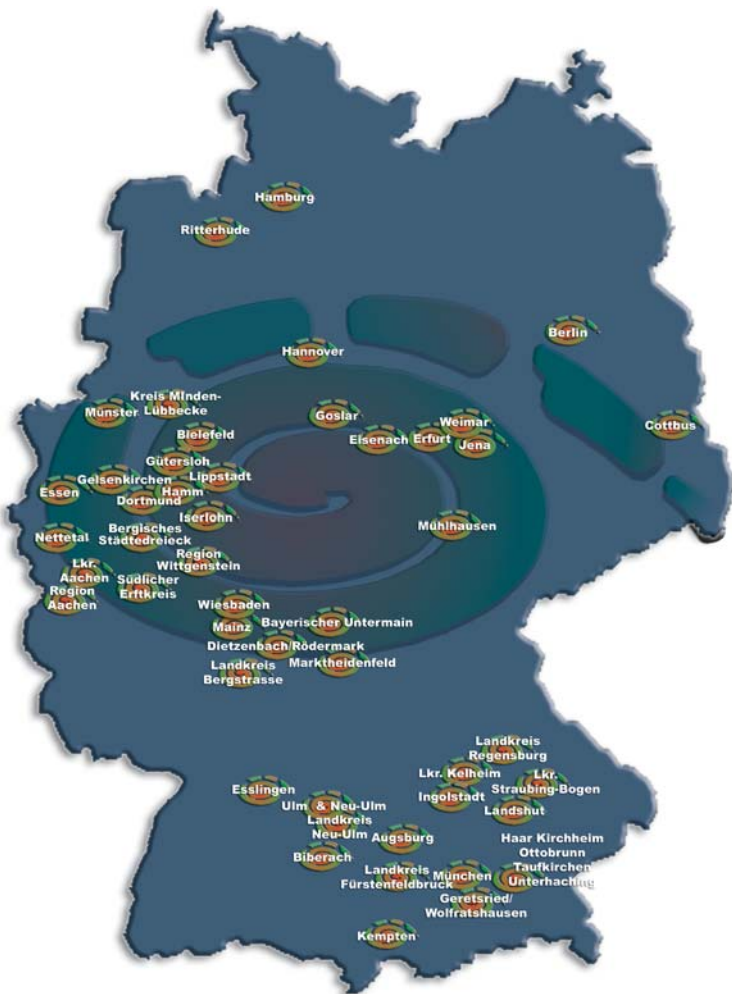 Hamburg
Ritterhude
Berlin
Hannover
Kreis MInden-
Lübbecke
Münster
Goslar
Weimar
Cottbus
Bielefeld
Eisenach
Erfurt
Jena
Gütersloh
Gelsenkirchen
Lippstadt
Essen
Hamm
Dortmund
Iserlohn
Mühlhausen
Bergisches
Städtedreieck
Nettetal
Region
Wittgenstein
Lkr.
Aachen
Südlicher
Erftkreis
Region
Aachen
Wiesbaden
Bayerischer Untermain
Mainz
Dietzenbach/Rödermark
Marktheidenfeld
Landkreis
Bergstrasse
Landkreis
Regensburg
Lkr. Kelheim
Lkr.
Straubing-Bogen
Esslingen
Ingolstadt
Ulm & Neu-Ulm
Landshut
Landkreis
Neu-Ulm
Augsburg
Haar Kirchheim
Ottobrunn
Taufkirchen
Unterhaching
Biberach
Landkreis
Fürstenfeldbruck
München
Geretsried/
Wolfratshausen
Kempten